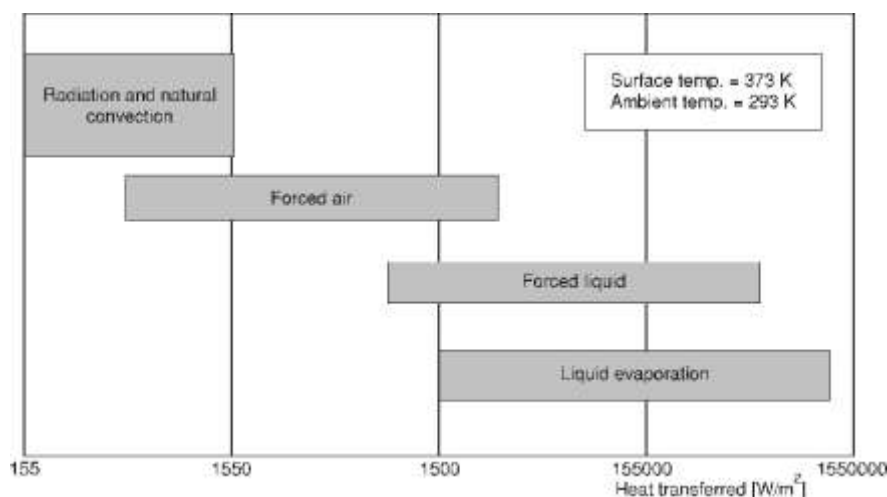 Radiation and natural
convection
Surface temp. = 373 K
Ambient temp. = 293 K
Forced air
Forced liquid
Liquid evaporation
155 1550 1500 155000 1550000
Heat transferred [W/m²]